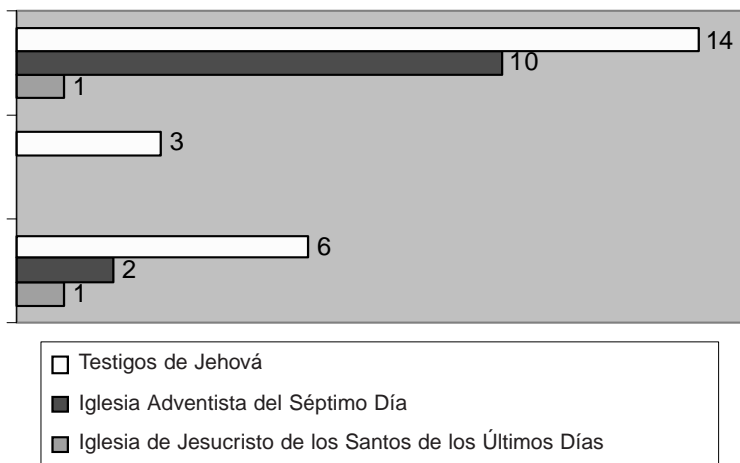 14
10
1
3
6
2
1
Testigos de Jehová
Iglesia Adventista del Séptimo Día
Iglesia de Jesucristo de los Santos de los Últimos Días